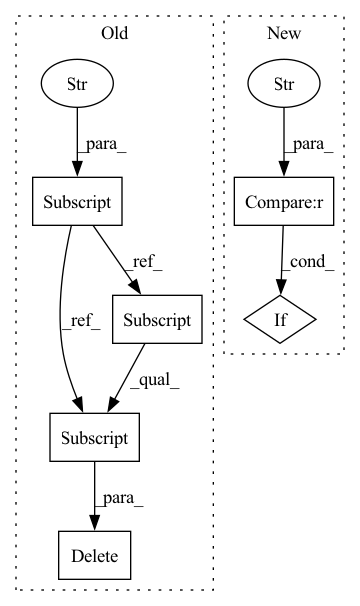 Old
New
Str
Str
_para_
_para_
Subscript
Compare:r
_ref_
_cond_
_ref_
Subscript
If
_qual_
Subscript
_para_
Delete